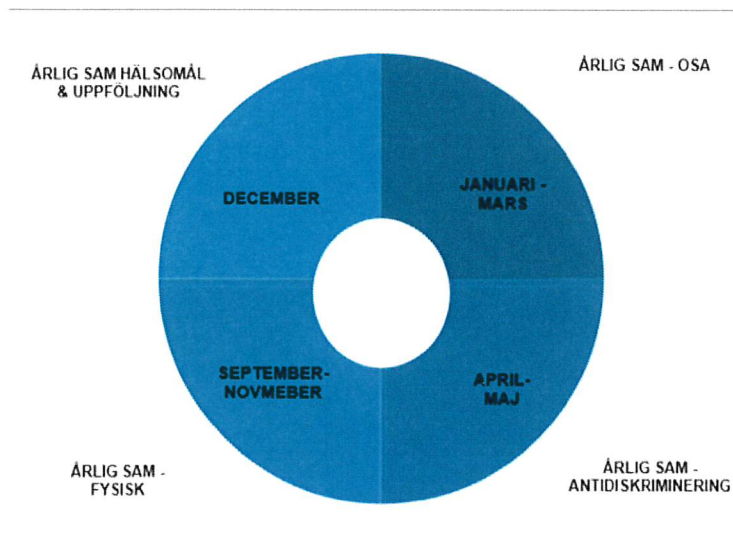 ÅRLIG SAM HÄLSOMÅL
& UPPFÖLJNING
ÅRLIG SAM - OSA
DECEMBER
JANUARI -
MARS
SEPTEMBER-
NOVMEBER
APRIL-
MAJ
ÅRLIG SAM -
FYSISK
ÅRLIG SAM -
ANTIDISKRIMINERING